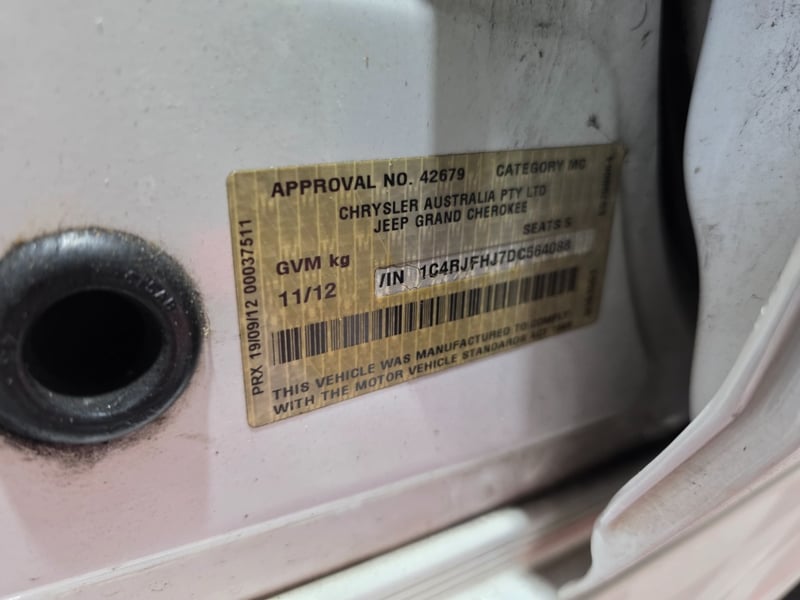 APPROVAL NO. 42679 CATEGORY MC
CHRYSLER AUSTRALIA PTY LTD
JEEP GRAND CHEROKEE
SEATS 5
GVM kg
/IN 1C4RJFHJ7DC564088
11/12
THIS VEHICLE WAS MANUFACTURED TO COMPLY
WITH THE MOTOR VEHICLE STANDARDS ACT 1989
PRX 19/09/12 00037511